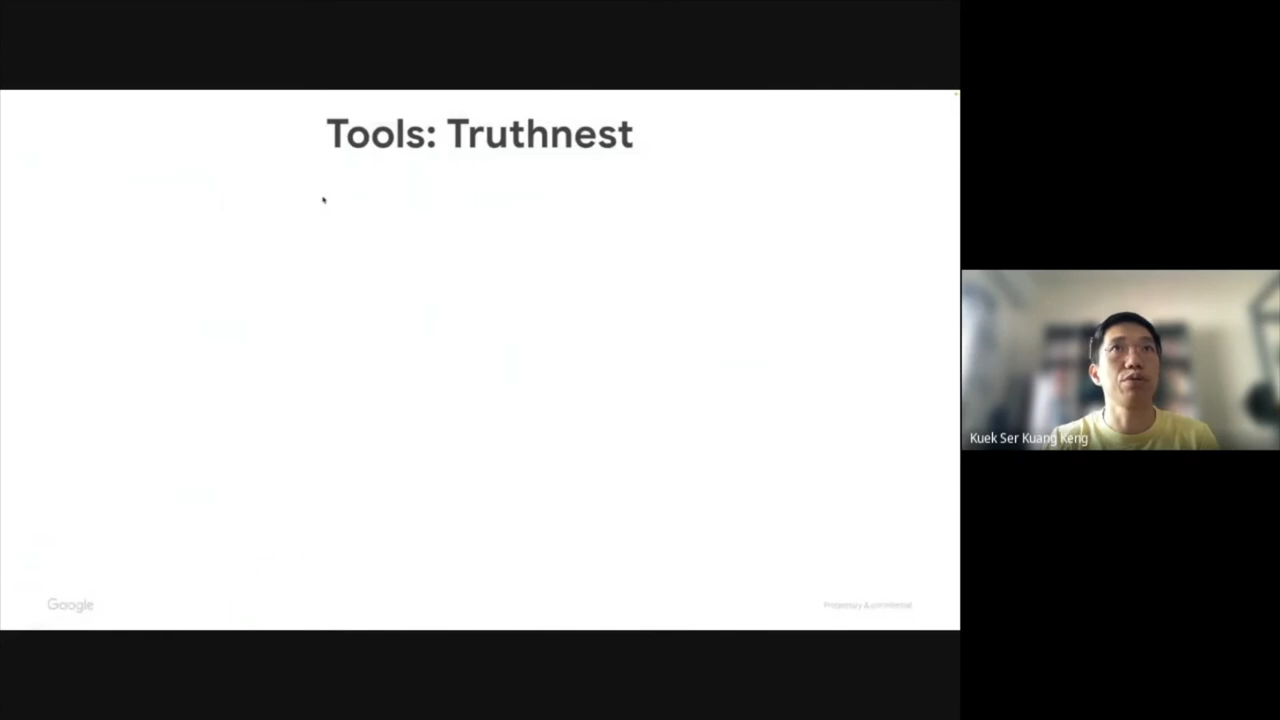 Tools: Truthnest
Kuek Ser Kuang Keng
Google
Proprietary & confidential